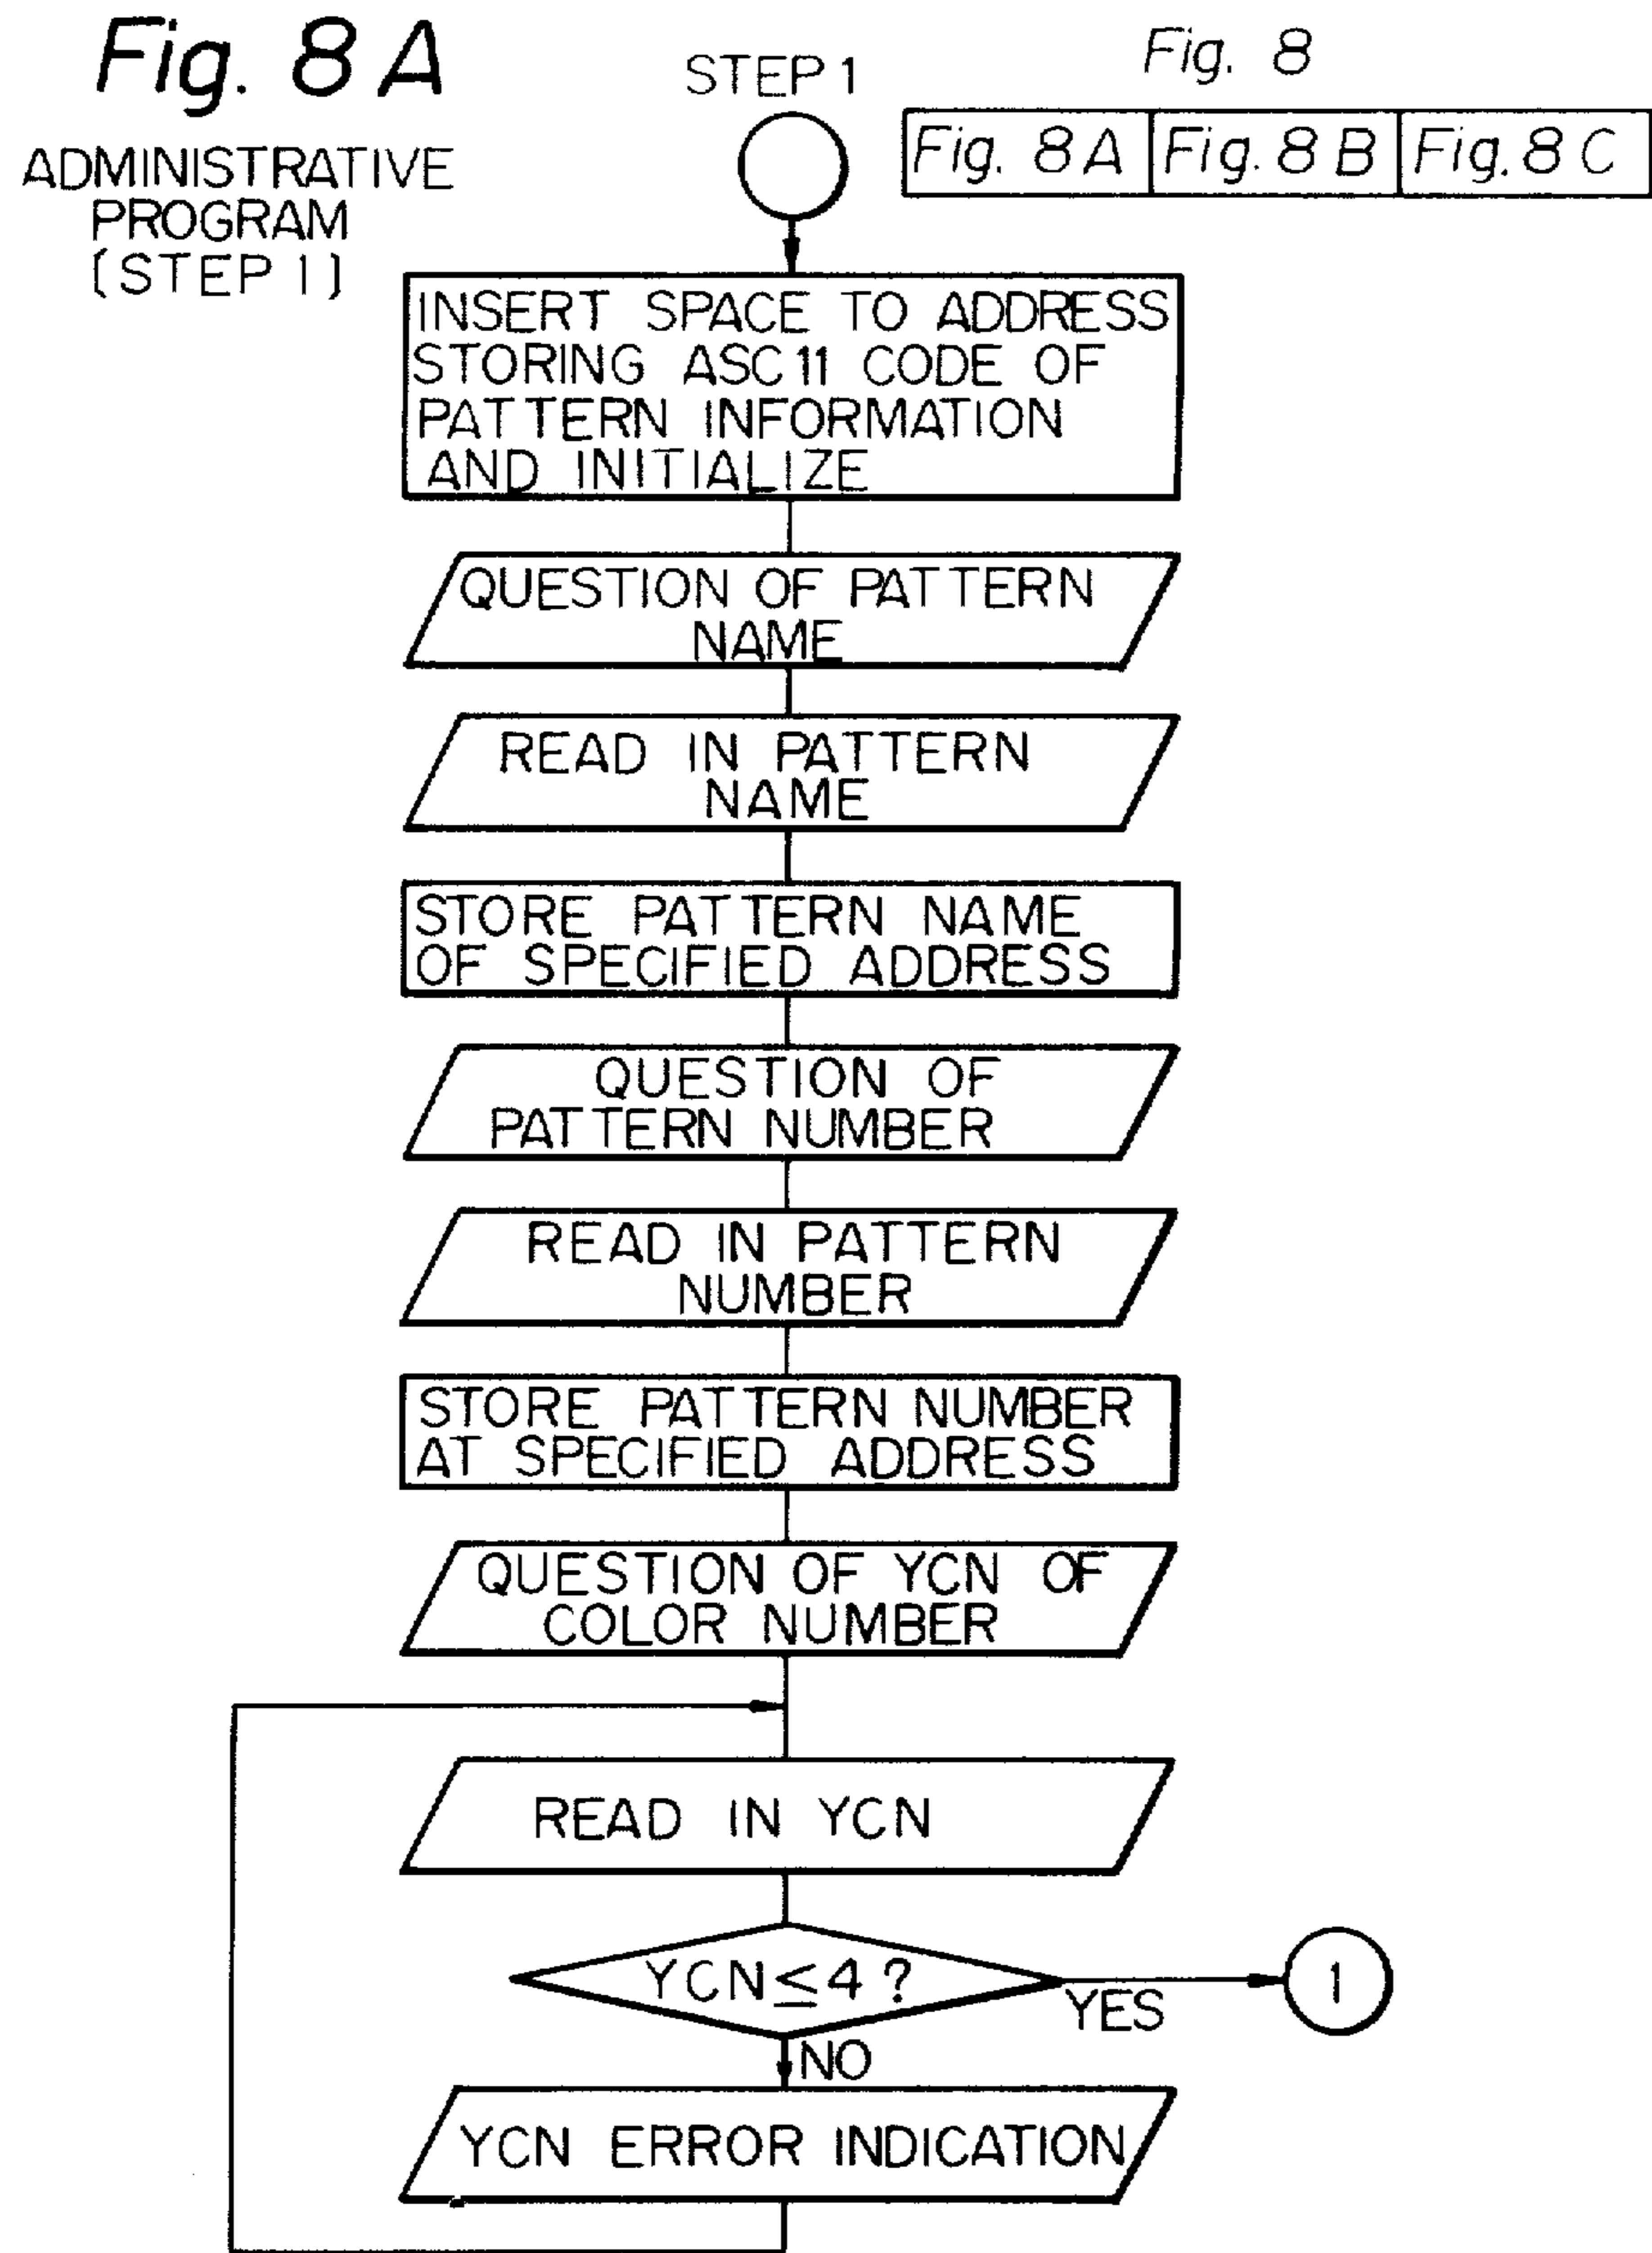 Fig. 8 A
ADMINISTRATIVE
PROGRAM
(STEP 1)
STEP 1
Fig. 8
Fig. 8 A Fig. 8 B Fig. 8 C
INSERT SPACE TO ADDRESS
STORING ASC11 CODE OF
PATTERN INFORMATION
AND INITIALIZE
QUESTION OF PATTERN
NAME
READ IN PATTERN
NAME
STORE PATTERN NAME
OF SPECIFIED ADDRESS
QUESTION OF
PATTERN NUMBER
READ IN PATTERN
NUMBER
STORE PATTERN NUMBER
AT SPECIFIED ADDRESS
QUESTION OF YCN OF
COLOR NUMBER
READ IN YCN
YCN≤4 ?
YES
1
NO
YCN ERROR INDICATION